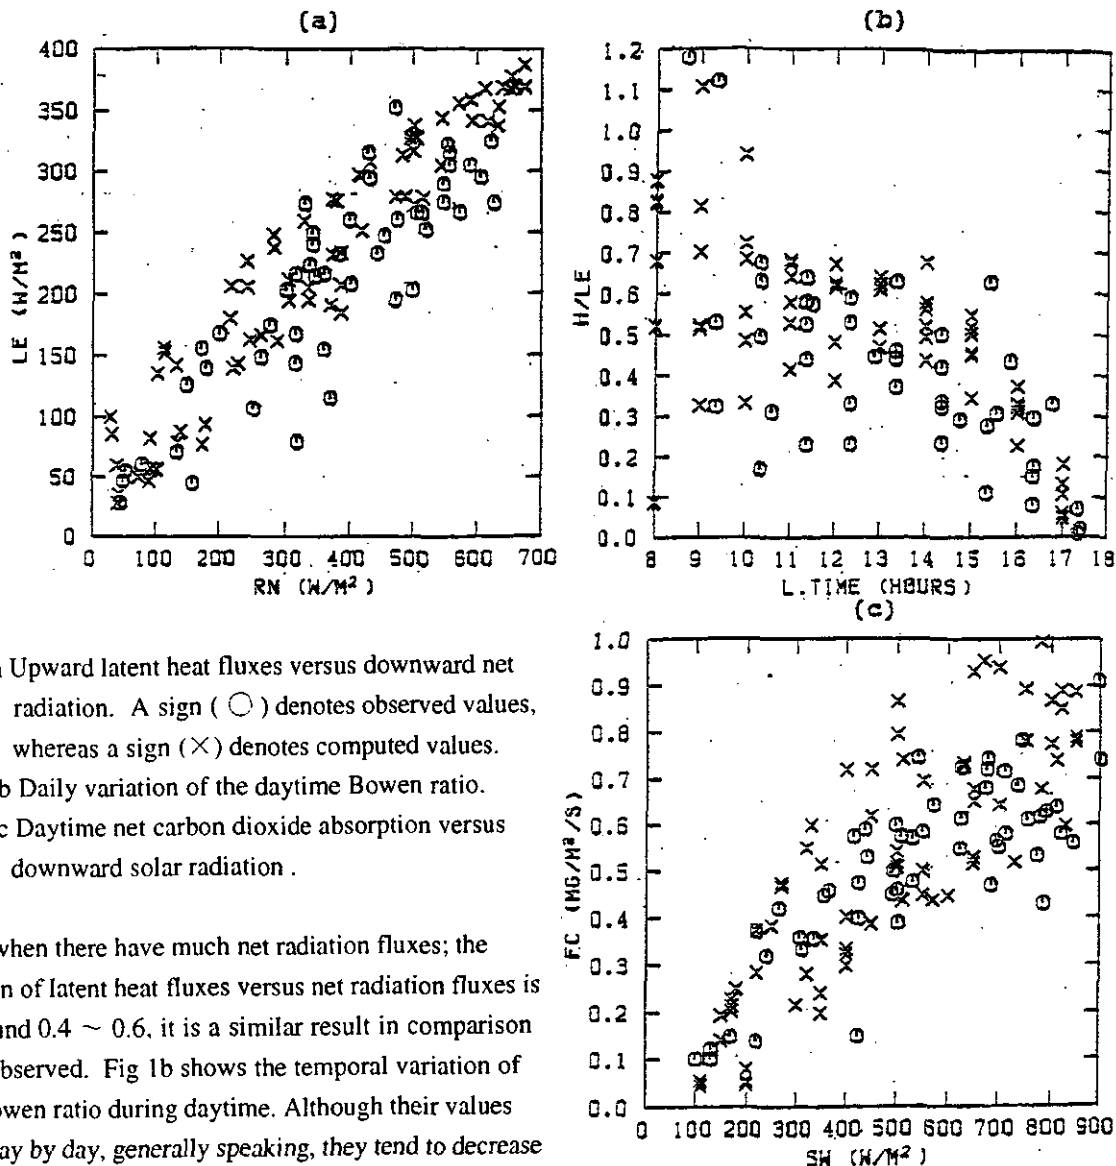 (a)
400
350
300
250
200
150
100
50
0
LE (W/M²)
0 100 200 300 400 500 600 700
RN (W/M²)
(b)
1.2
1.1
1.0
0.9
0.8
0.7
0.6
0.5
0.4
0.3
0.2
0.1
0.0
H/LE
8 9 10 11 12 13 14 15 16 17 18
L.TIME (HOURS)
(c)
1.0
0.9
0.8
0.7
0.6
0.5
0.4
0.3
0.2
0.1
0.0
FC (MG/M²/S)
0 100 200 300 400 500 600 700 800 900
SW (W/M²)
Upward latent heat fluxes versus downward net
radiation. A sign ( ○ ) denotes observed values,
whereas a sign (×) denotes computed values.
b Daily variation of the daytime Bowen ratio.
c Daytime net carbon dioxide absorption versus
downward solar radiation .
when there have much net radiation fluxes; the
n of latent heat fluxes versus net radiation fluxes is
nd 0.4 ~ 0.6, it is a similar result in comparison
bserved. Fig 1b shows the temporal variation of
owen ratio during daytime. Although their values
ay by day, generally speaking, they tend to decrease